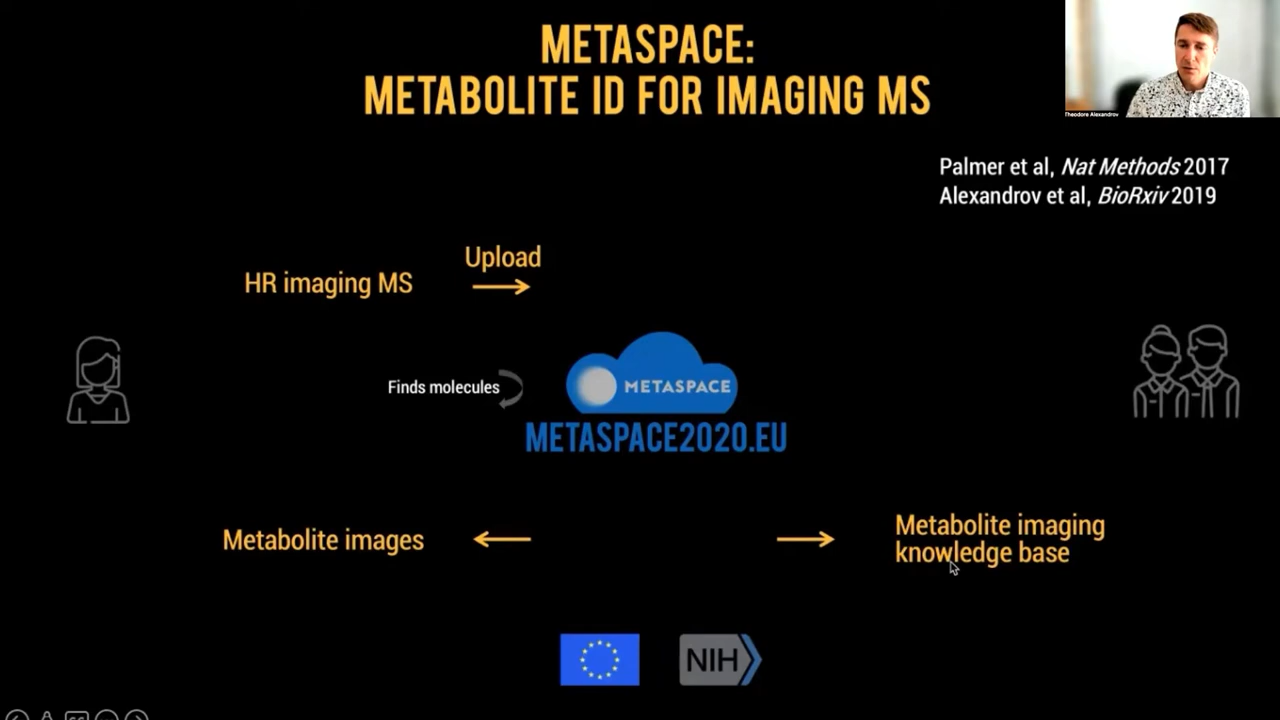 METASPACE:
METABOLITE ID FOR IMAGING MS
Theodore Alexandrov
Palmer et al, Nat Methods 2017
Alexandrov et al, BioRxiv 2019
Upload
HR imaging MS
Finds molecules
METASPACE
METASPACE2020.EU
Metabolite images
Metabolite imaging
knowledge base
NIH